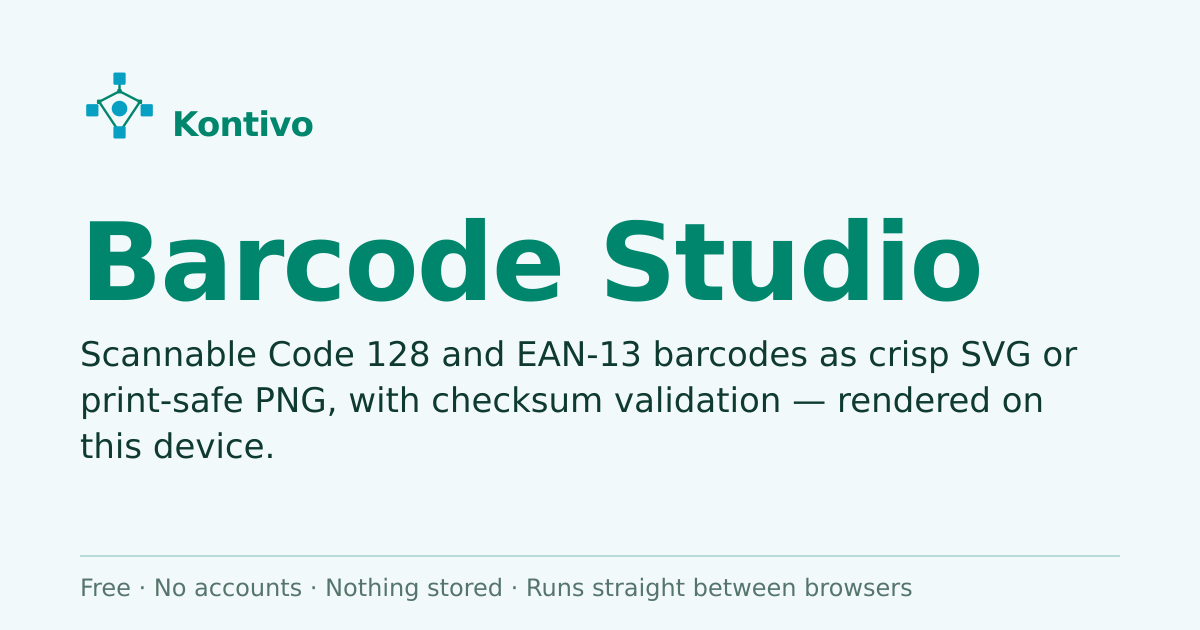 Kontivo
Barcode Studio
Scannable Code 128 and EAN-13 barcodes as crisp SVG or
print-safe PNG, with checksum validation — rendered on
this device.
Free · No accounts · Nothing stored · Runs straight between browsers